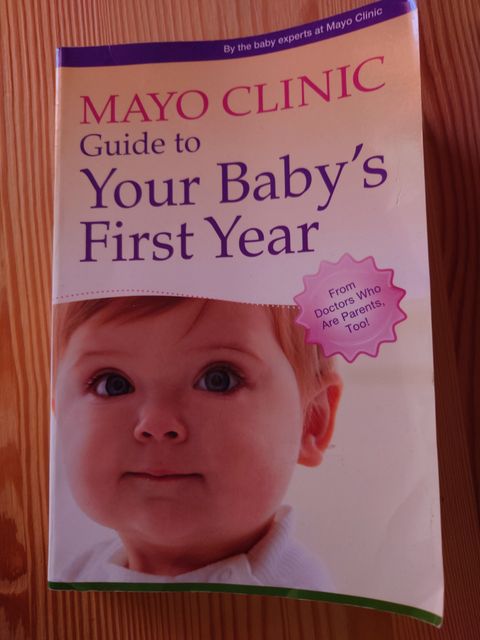 By the baby experts at Mayo Clinic
MAYO CLINIC
Guide to
Your Baby's
First Year
From
Doctors Who
Are Parents,
Too!